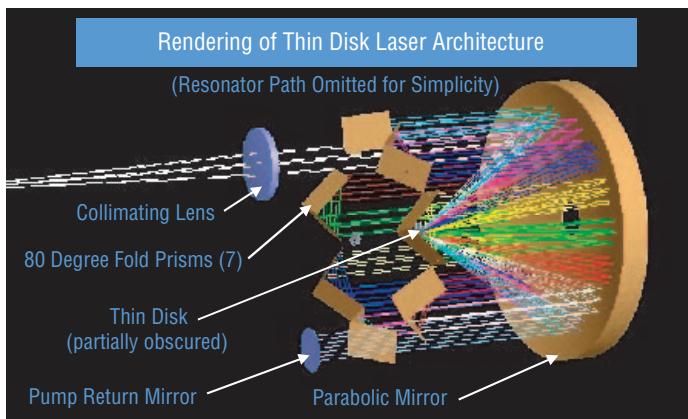 Rendering of Thin Disk Laser Architecture
(Resonator Path Omitted for Simplicity)
Collimating Lens
80 Degree Fold Prisms (7)
Thin Disk
(partially obscured)
Pump Return Mirror
Parabolic Mirror